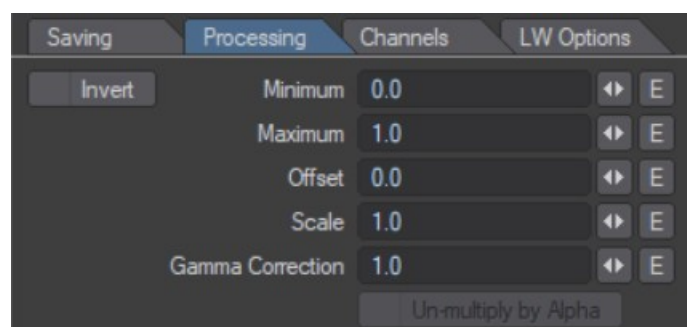 Saving Processing Channels LW Options
Invert Minimum 0.0 E
Maximum 1.0 E
Offset 0.0 E
Scale 1.0 E
Gamma Correction 1.0 E
Un-multiply by Alpha